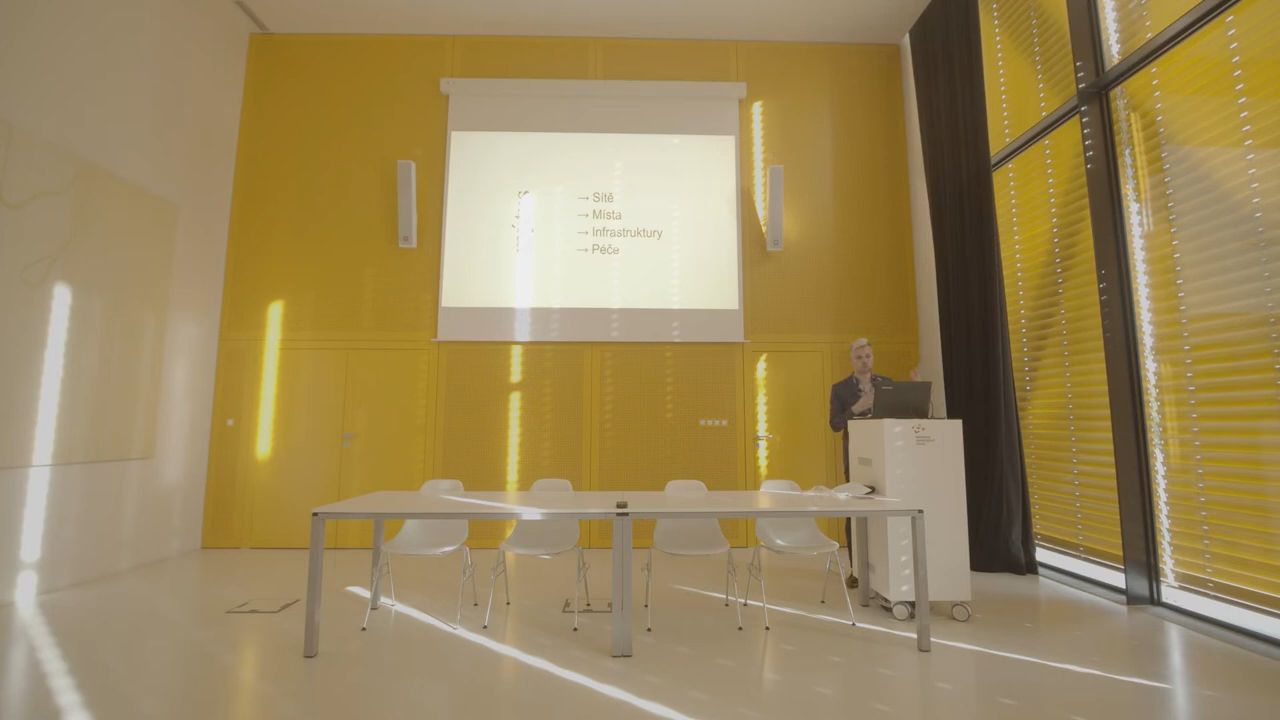 → Sítě
→ Místa
→ Infrastruktury
→ Péče